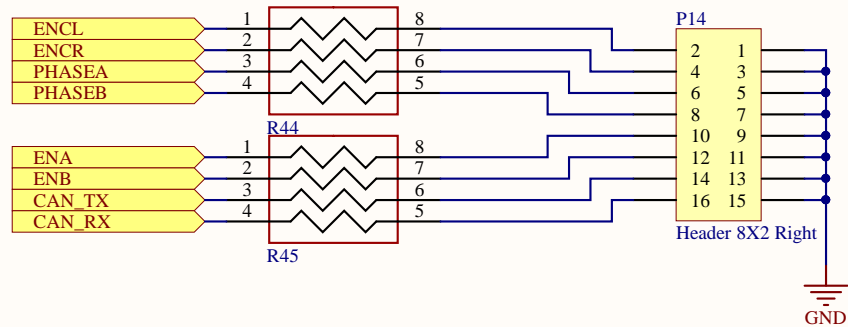 P14
ENCL 1 8 2 1
ENCR 2 7 4 3
PHASEA 3 6 6 5
PHASEB 4 5 8 7
R44
10 9
ENA 1 8 12 11
ENB 2 7 14 13
CAN_TX 3 6 16 15
CAN_RX 4 5
Header 8X2 Right
R45
GND